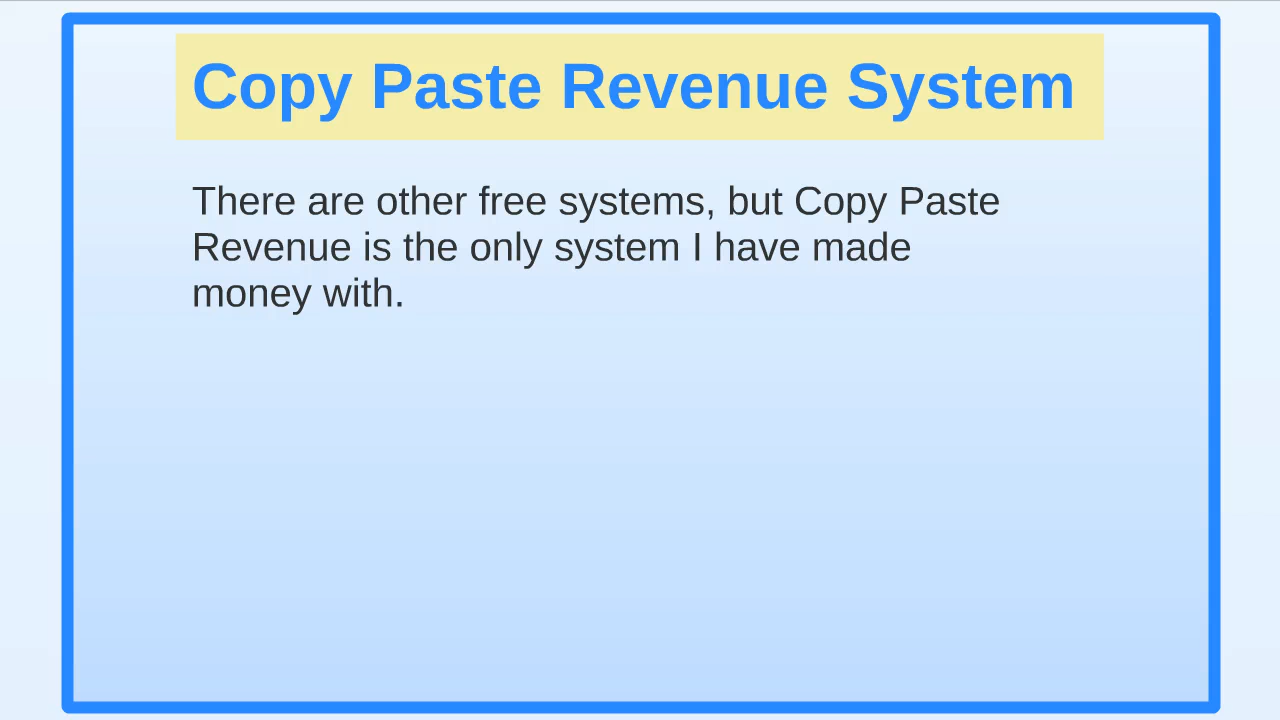 Copy Paste Revenue System
There are other free systems, but Copy Paste
Revenue is the only system I have made
money with.